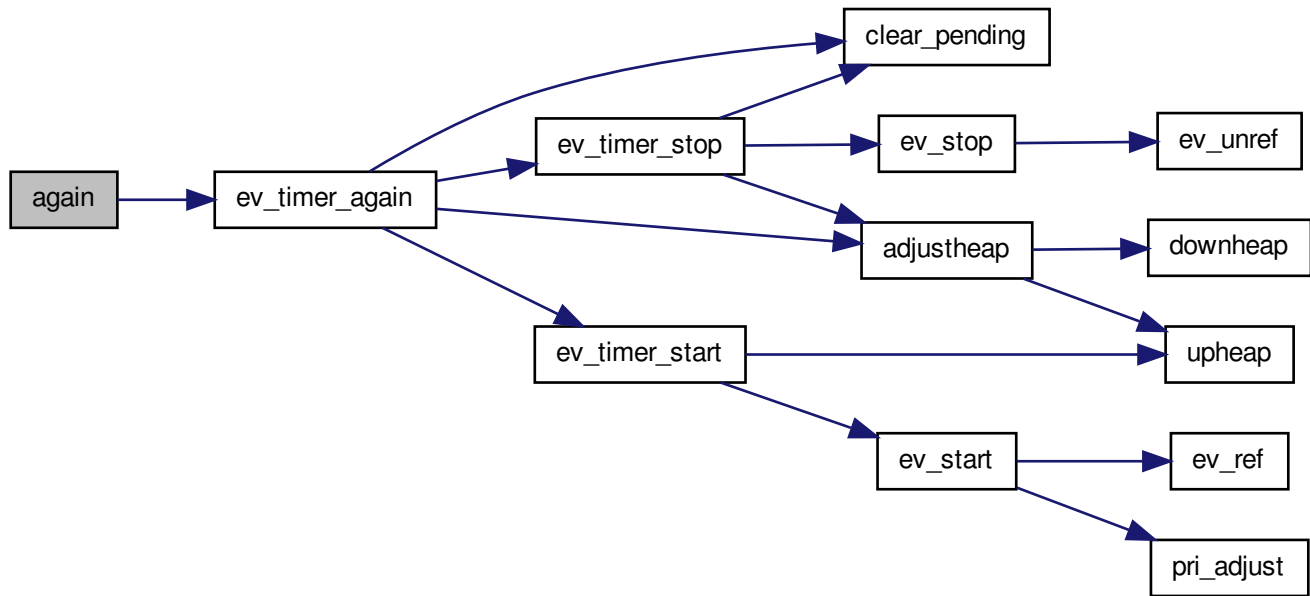 again
ev_timer_again
clear_pending
ev_timer_stop
ev_stop
ev_unref
adjustheap
downheap
ev_timer_start
upheap
ev_start
ev_ref
pri_adjust